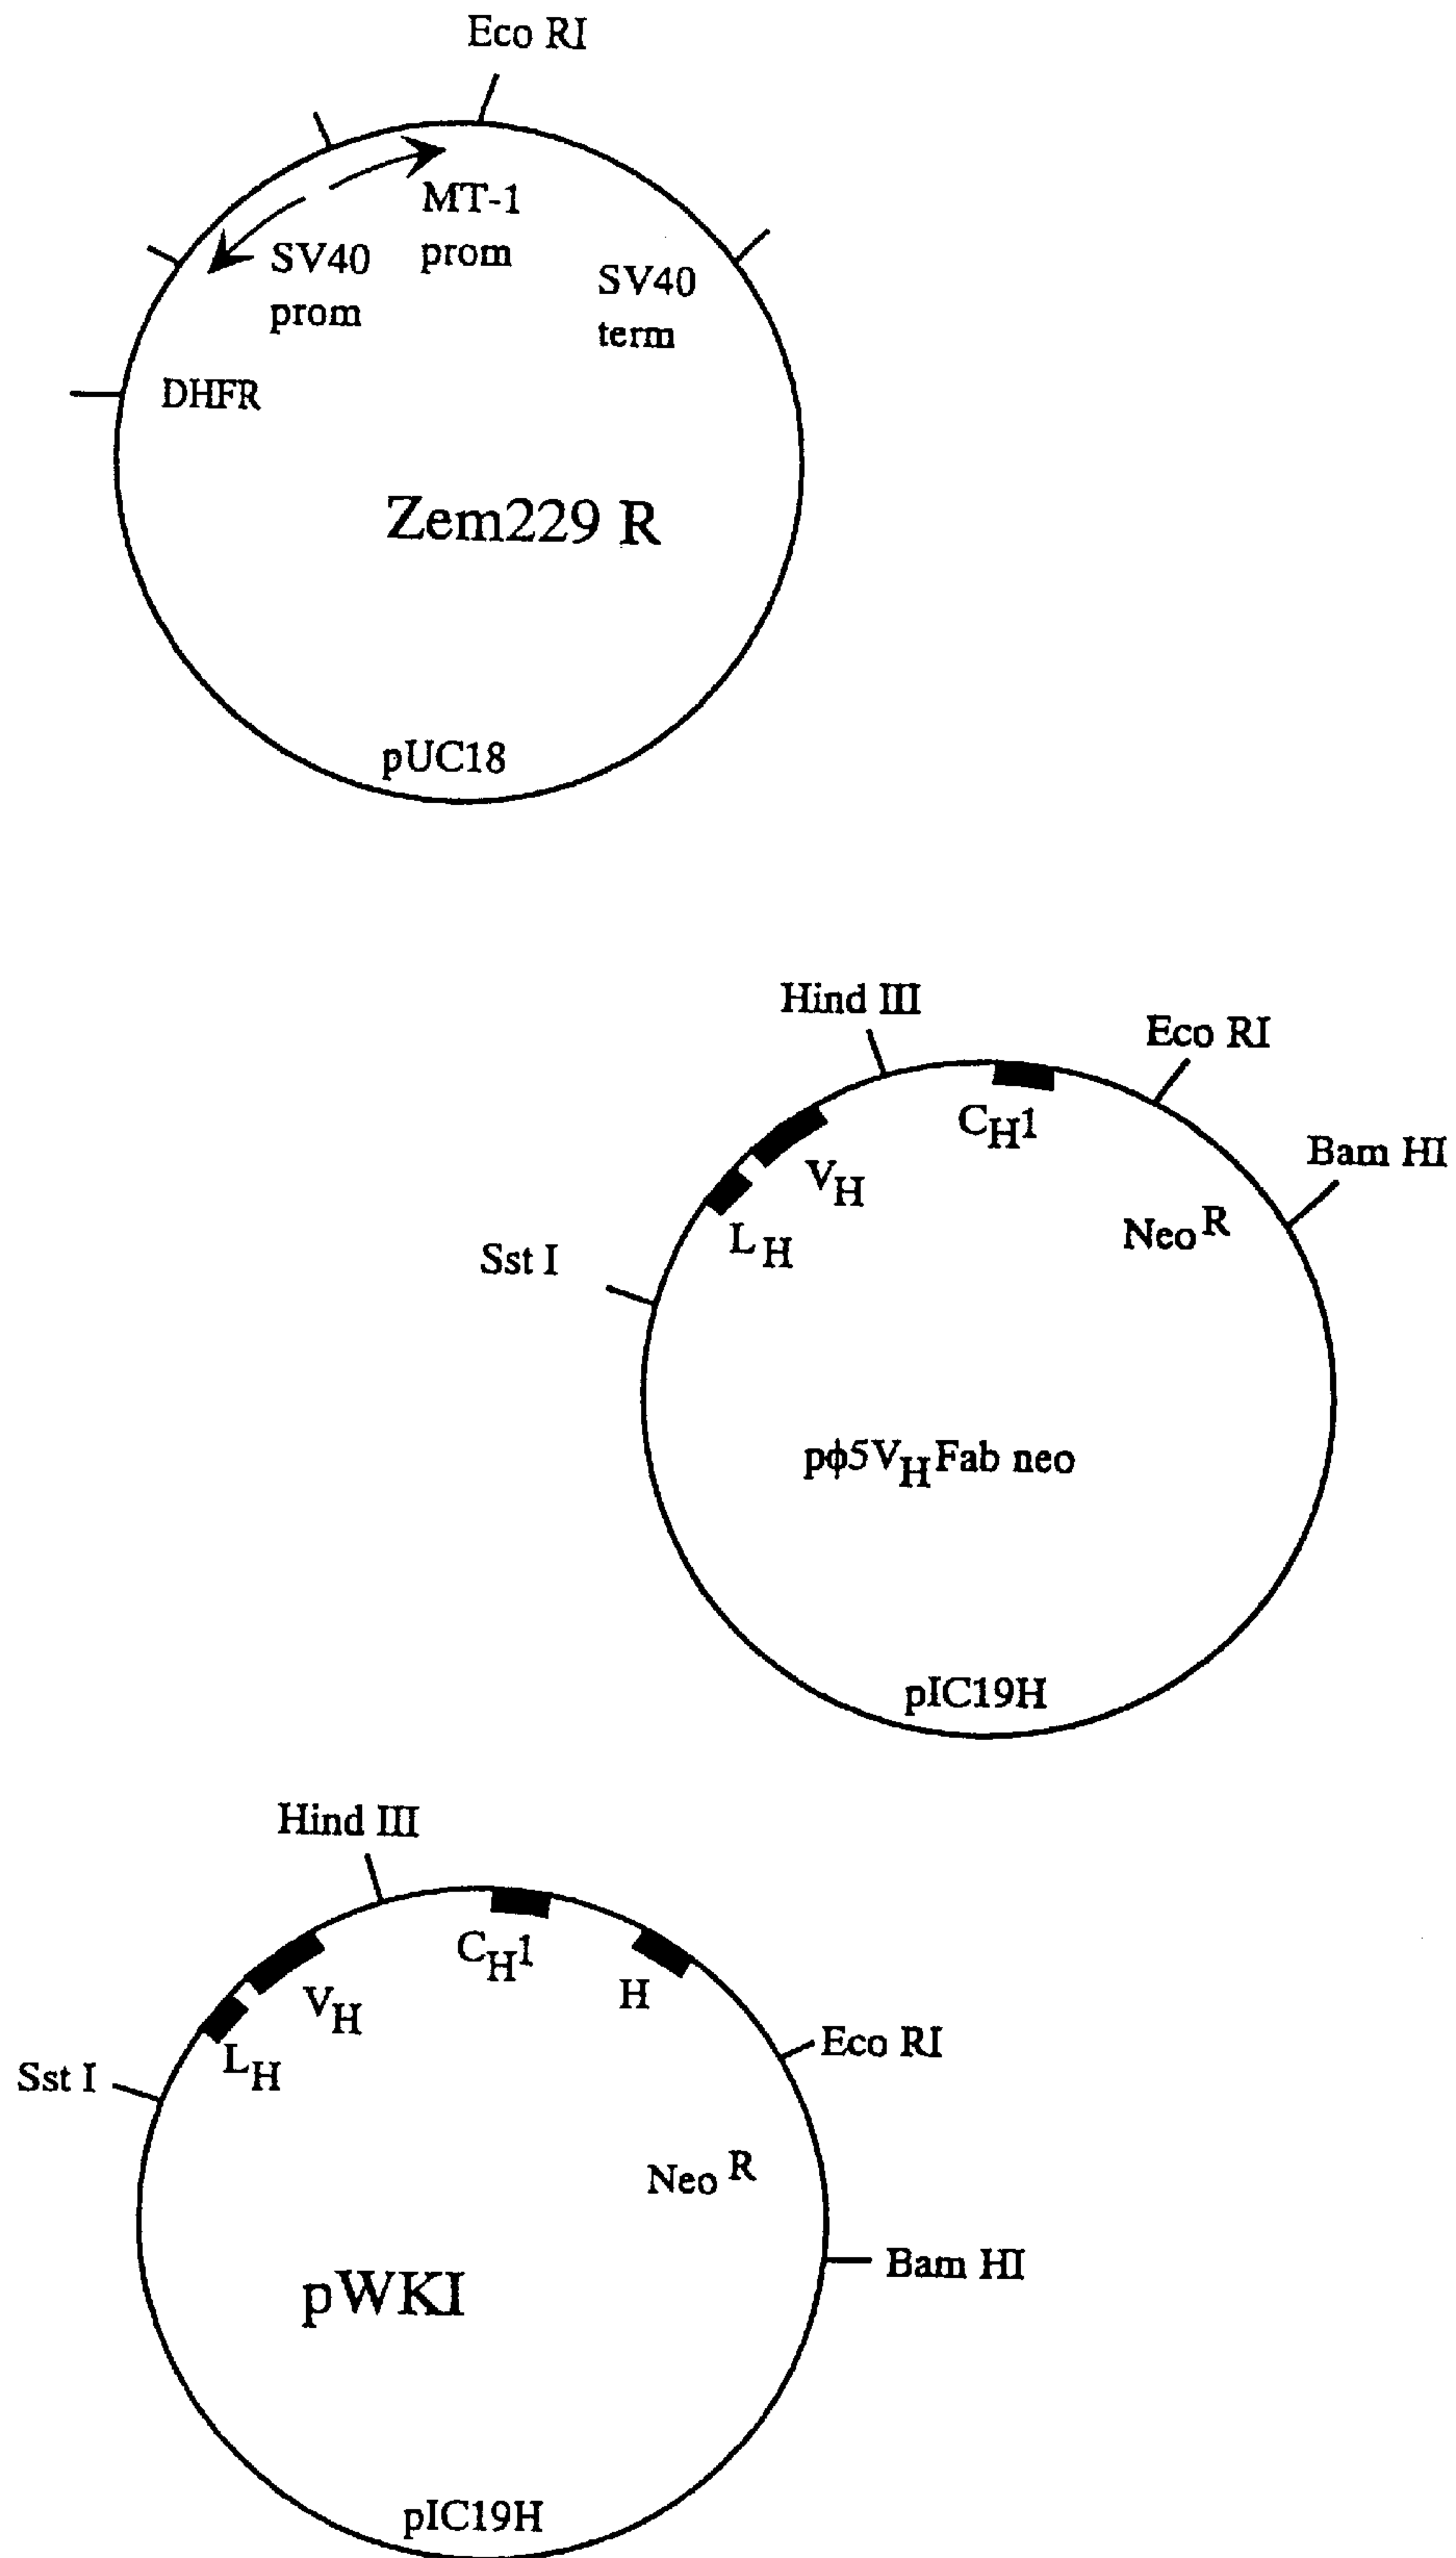 Eco RI
MT-1
prom
SV40
prom
SV40
term
DHFR
Zem229 R
pUC18
Hind III
Eco RI
CH1
Bam HI
VH
NeoR
LH
Sst I
pϕ5VHFab neo
pIC19H
Hind III
CH1
H
VH
Eco RI
LH
Sst I
NeoR
Bam HI
pWKI
pIC19H